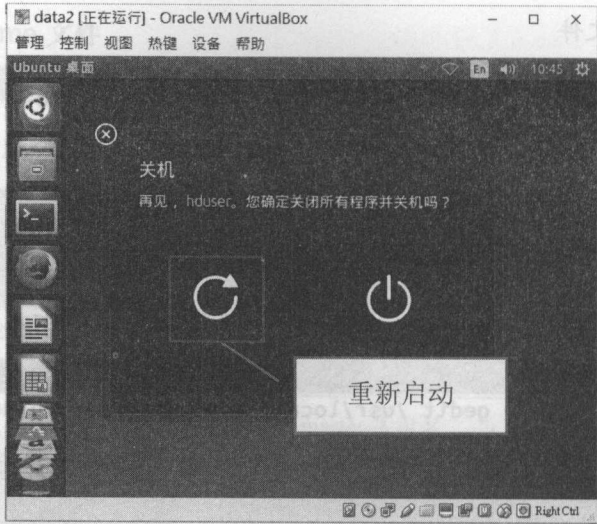 data2 [正在运行] - Oracle VM VirtualBox
管理 控制 视图 热键 设备 帮助
Ubuntu 桌面
En
10:45
关机
再见，hduser。您确定关闭所有程序并关机吗？
重新启动
Right Ctrl